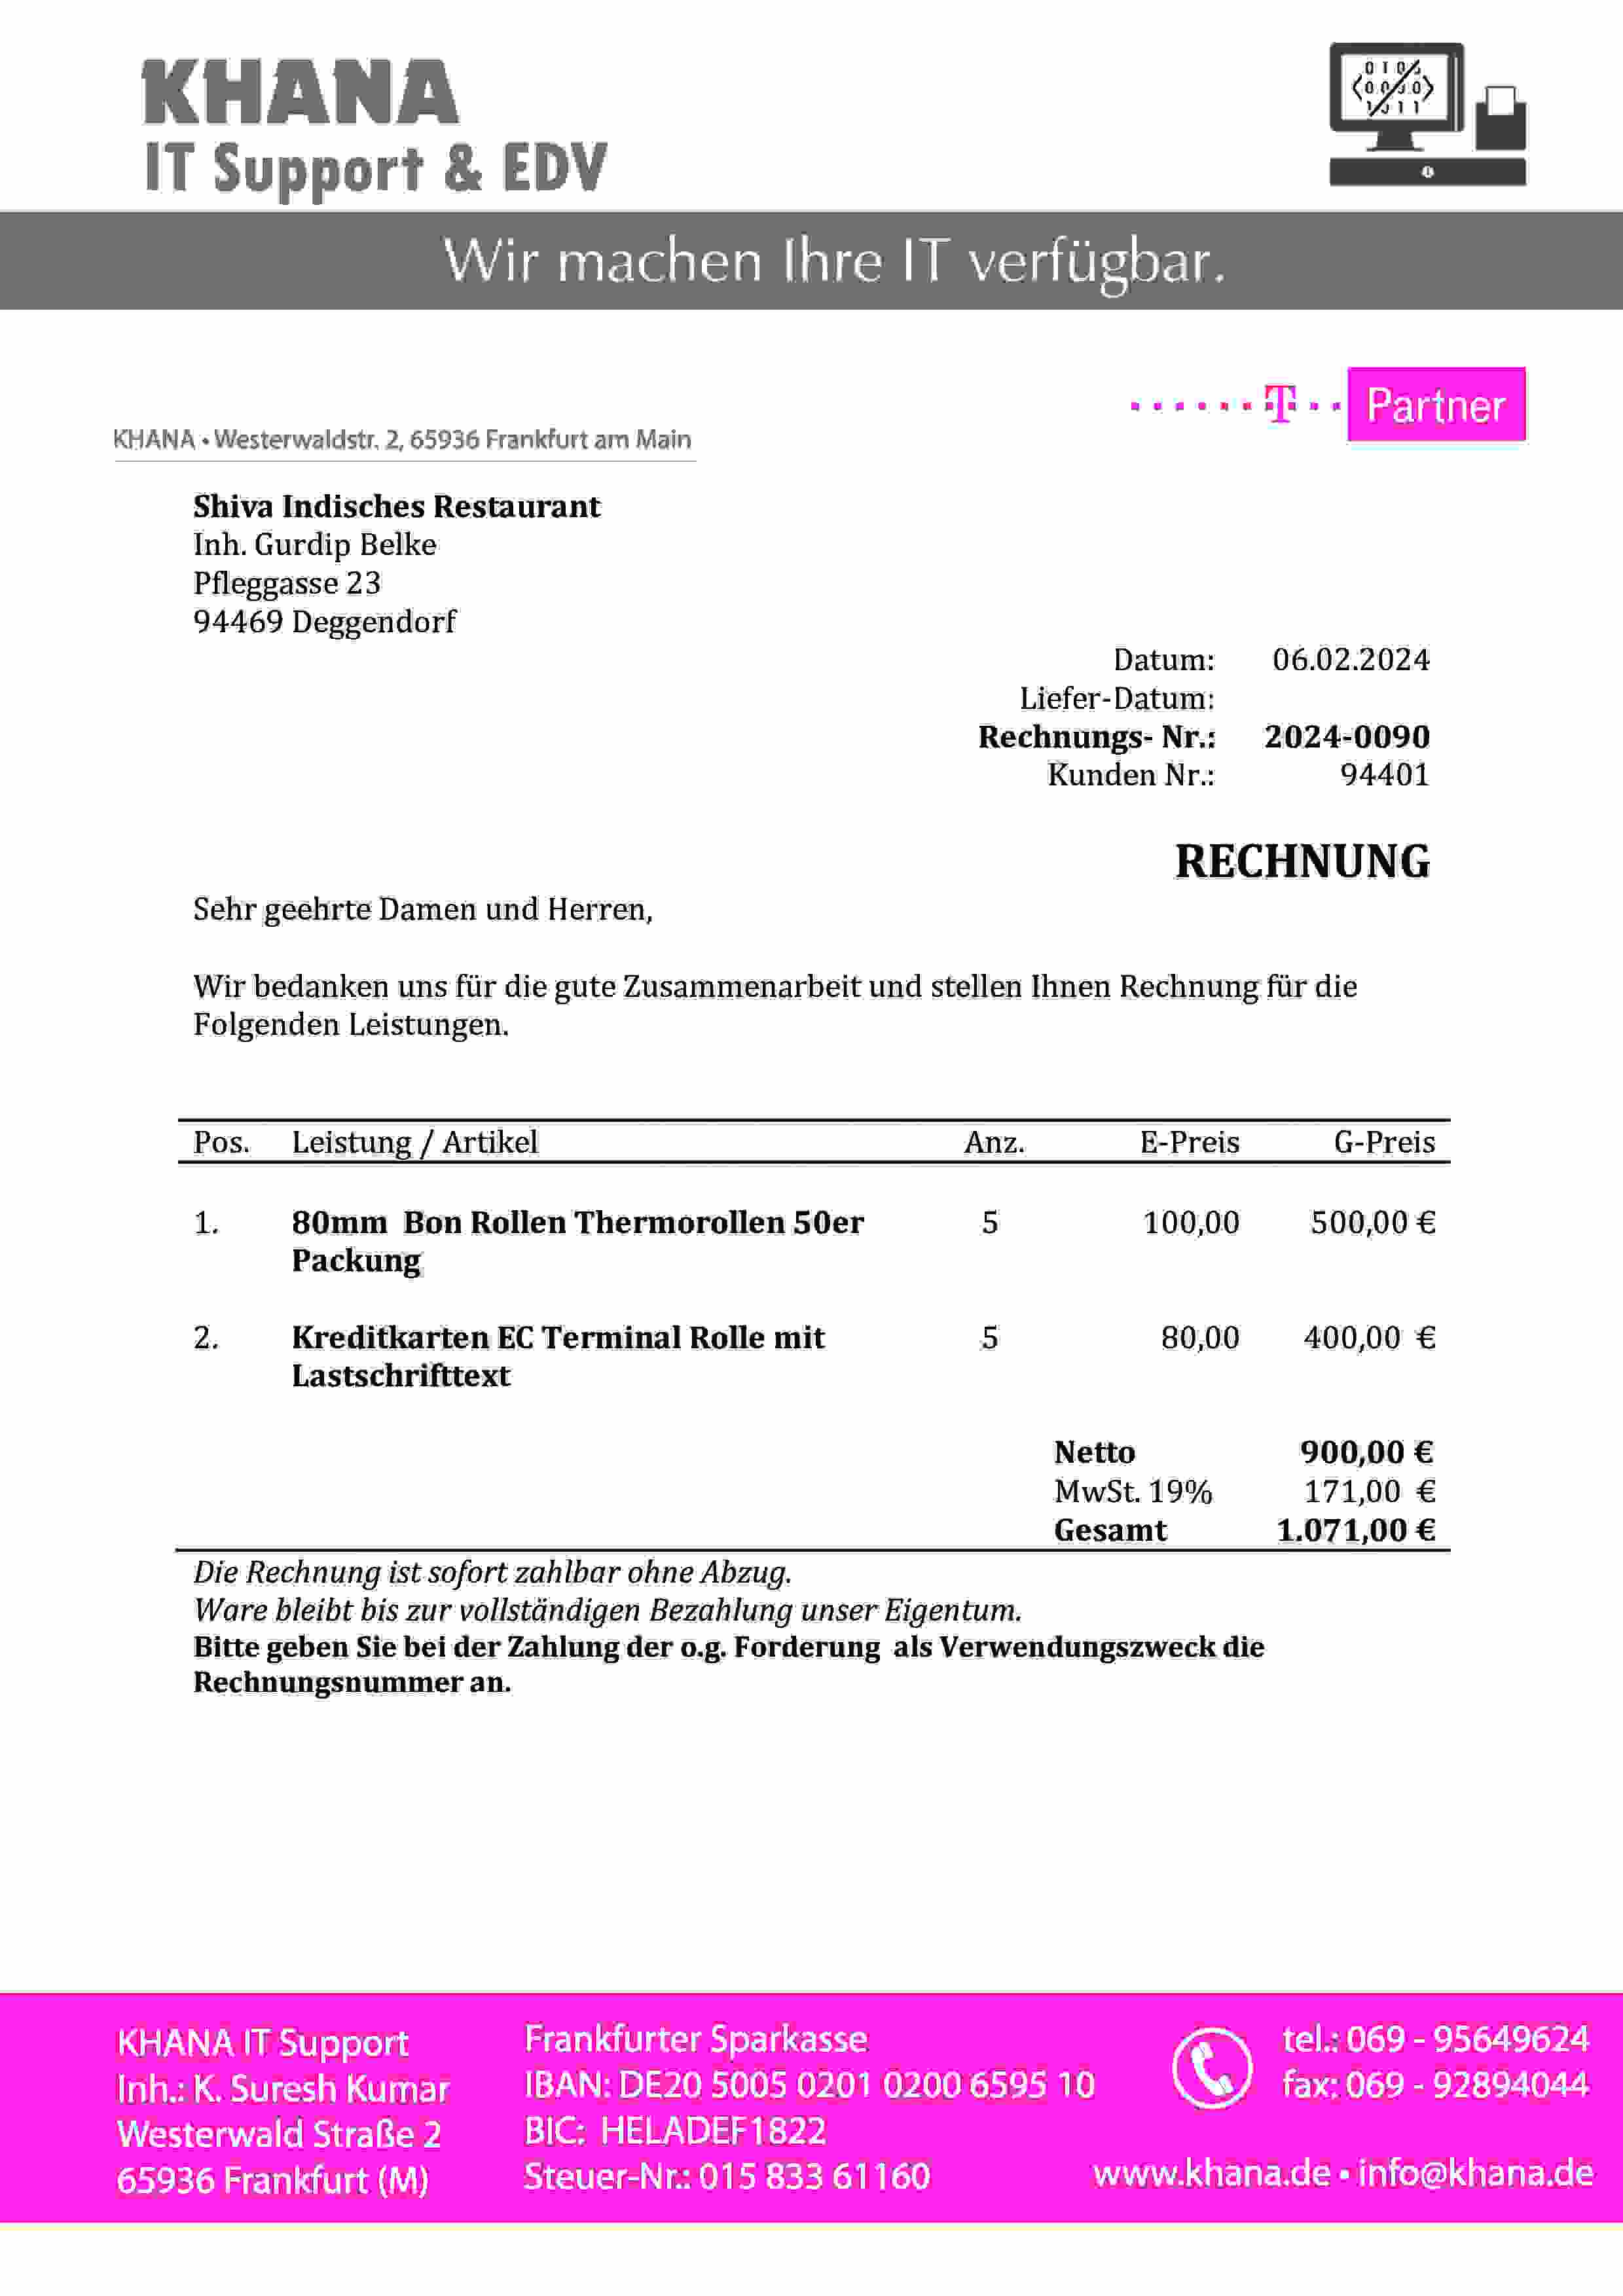 KHANA
IT Support & EDV
Wir machen Ihre IT verfügbar.
T Partner
KHANA • Westerwaldstr. 2, 65936 Frankfurt am Main
Shiva Indisches Restaurant
Inh. Gurdip Belke
Pfleggasse 23
94469 Deggendorf
Datum: 06.02.2024
Liefer-Datum:
Rechnungs- Nr.: 2024-0090
Kunden Nr.: 94401
RECHNUNG
Sehr geehrte Damen und Herren,
Wir bedanken uns für die gute Zusammenarbeit und stellen Ihnen Rechnung für die
Folgenden Leistungen.
Pos. Leistung / Artikel Anz. E-Preis G-Preis
1. 80mm Bon Rollen Thermorollen 50er 5 100,00 500,00 €
Packung
2. Kreditkarten EC Terminal Rolle mit 5 80,00 400,00 €
Lastschrifttext
Netto 900,00 €
MwSt. 19% 171,00 €
Gesamt 1.071,00 €
Die Rechnung ist sofort zahlbar ohne Abzug.
Ware bleibt bis zur vollständigen Bezahlung unser Eigentum.
Bitte geben Sie bei der Zahlung der o.g. Forderung als Verwendungszweck die
Rechnungsnummer an.
KHANA IT Support
Inh.: K. Suresh Kumar
Westerwald Straße 2
65936 Frankfurt (M)
Frankfurter Sparkasse
IBAN: DE20 5005 0201 0200 6595 10
BIC: HELADEF1822
Steuer-Nr.: 015 833 61160
tel.: 069 - 95649624
fax: 069 - 92894044
www.khana.de • info@khana.de